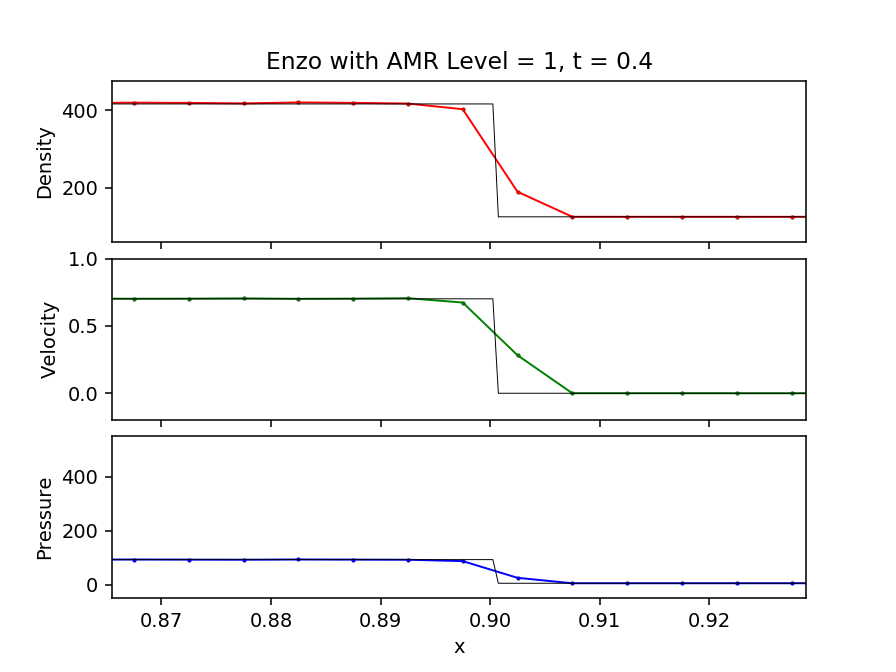 Enzo with AMR Level = 1, t = 0.4
Density
400
200
Velocity
1.0
0.5
0.0
Pressure
400
200
0
0.87 0.88 0.89 0.90 0.91 0.92
x